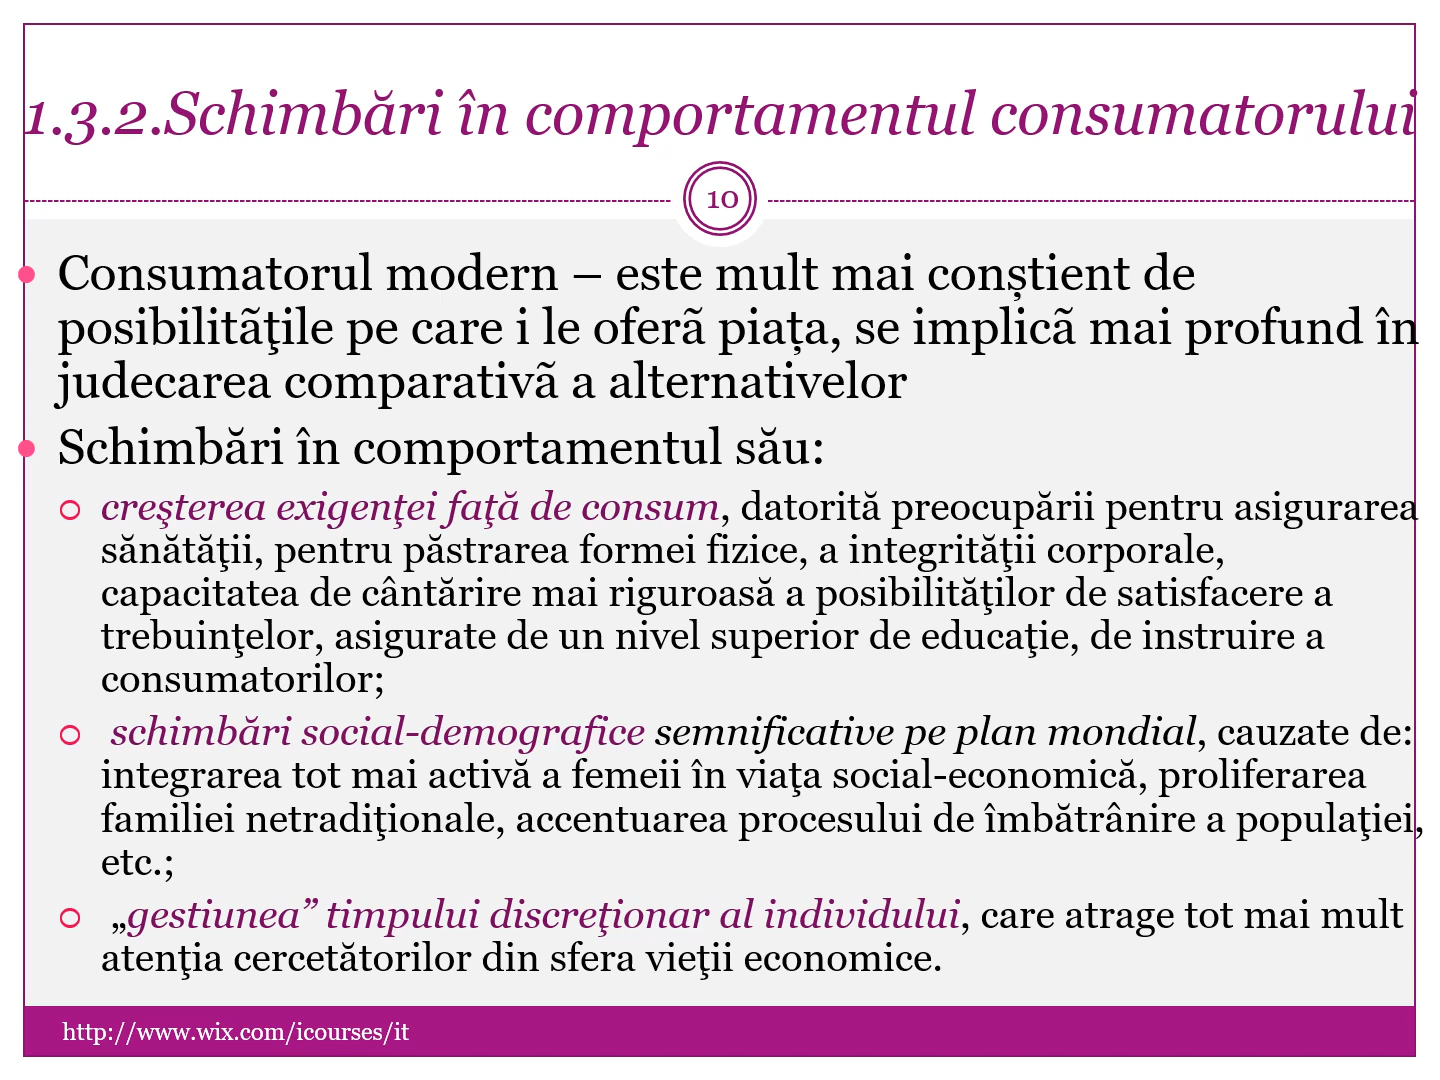 1.3.2.Schimbări în comportamentul consumatorului
10
Consumatorul modern – este mult mai conștient de
posibilitãţile pe care i le oferã piața, se implicã mai profund în
judecarea comparativã a alternativelor
Schimbări în comportamentul său:
creşterea exigenţei faţă de consum, datorită preocupării pentru asigurarea
sănătăţii, pentru păstrarea formei fizice, a integrităţii corporale,
capacitatea de cântărire mai riguroasă a posibilităţilor de satisfacere a
trebuinţelor, asigurate de un nivel superior de educaţie, de instruire a
consumatorilor;
schimbări social-demografice semnificative pe plan mondial, cauzate de:
integrarea tot mai activă a femeii în viaţa social-economică, proliferarea
familiei netradiţionale, accentuarea procesului de îmbătrânire a populaţiei,
etc.;
„gestiunea” timpului discreţionar al individului, care atrage tot mai mult
atenţia cercetătorilor din sfera vieţii economice.
http://www.wix.com/icourses/it